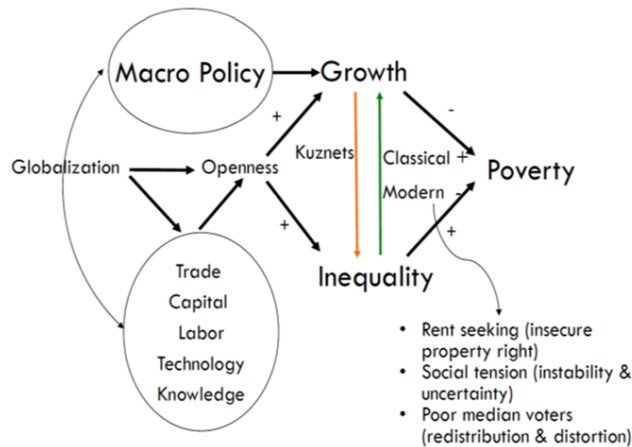 Macro Policy
Growth
+
-
Kuznets
Classical +
Globalization
Openness
Poverty
Modern -
+
+
Inequality
Trade
Capital
Labor
Technology
Knowledge
• Rent seeking (insecure
property right)
• Social tension (instability &
uncertainty)
• Poor median voters
(redistribution & distortion)